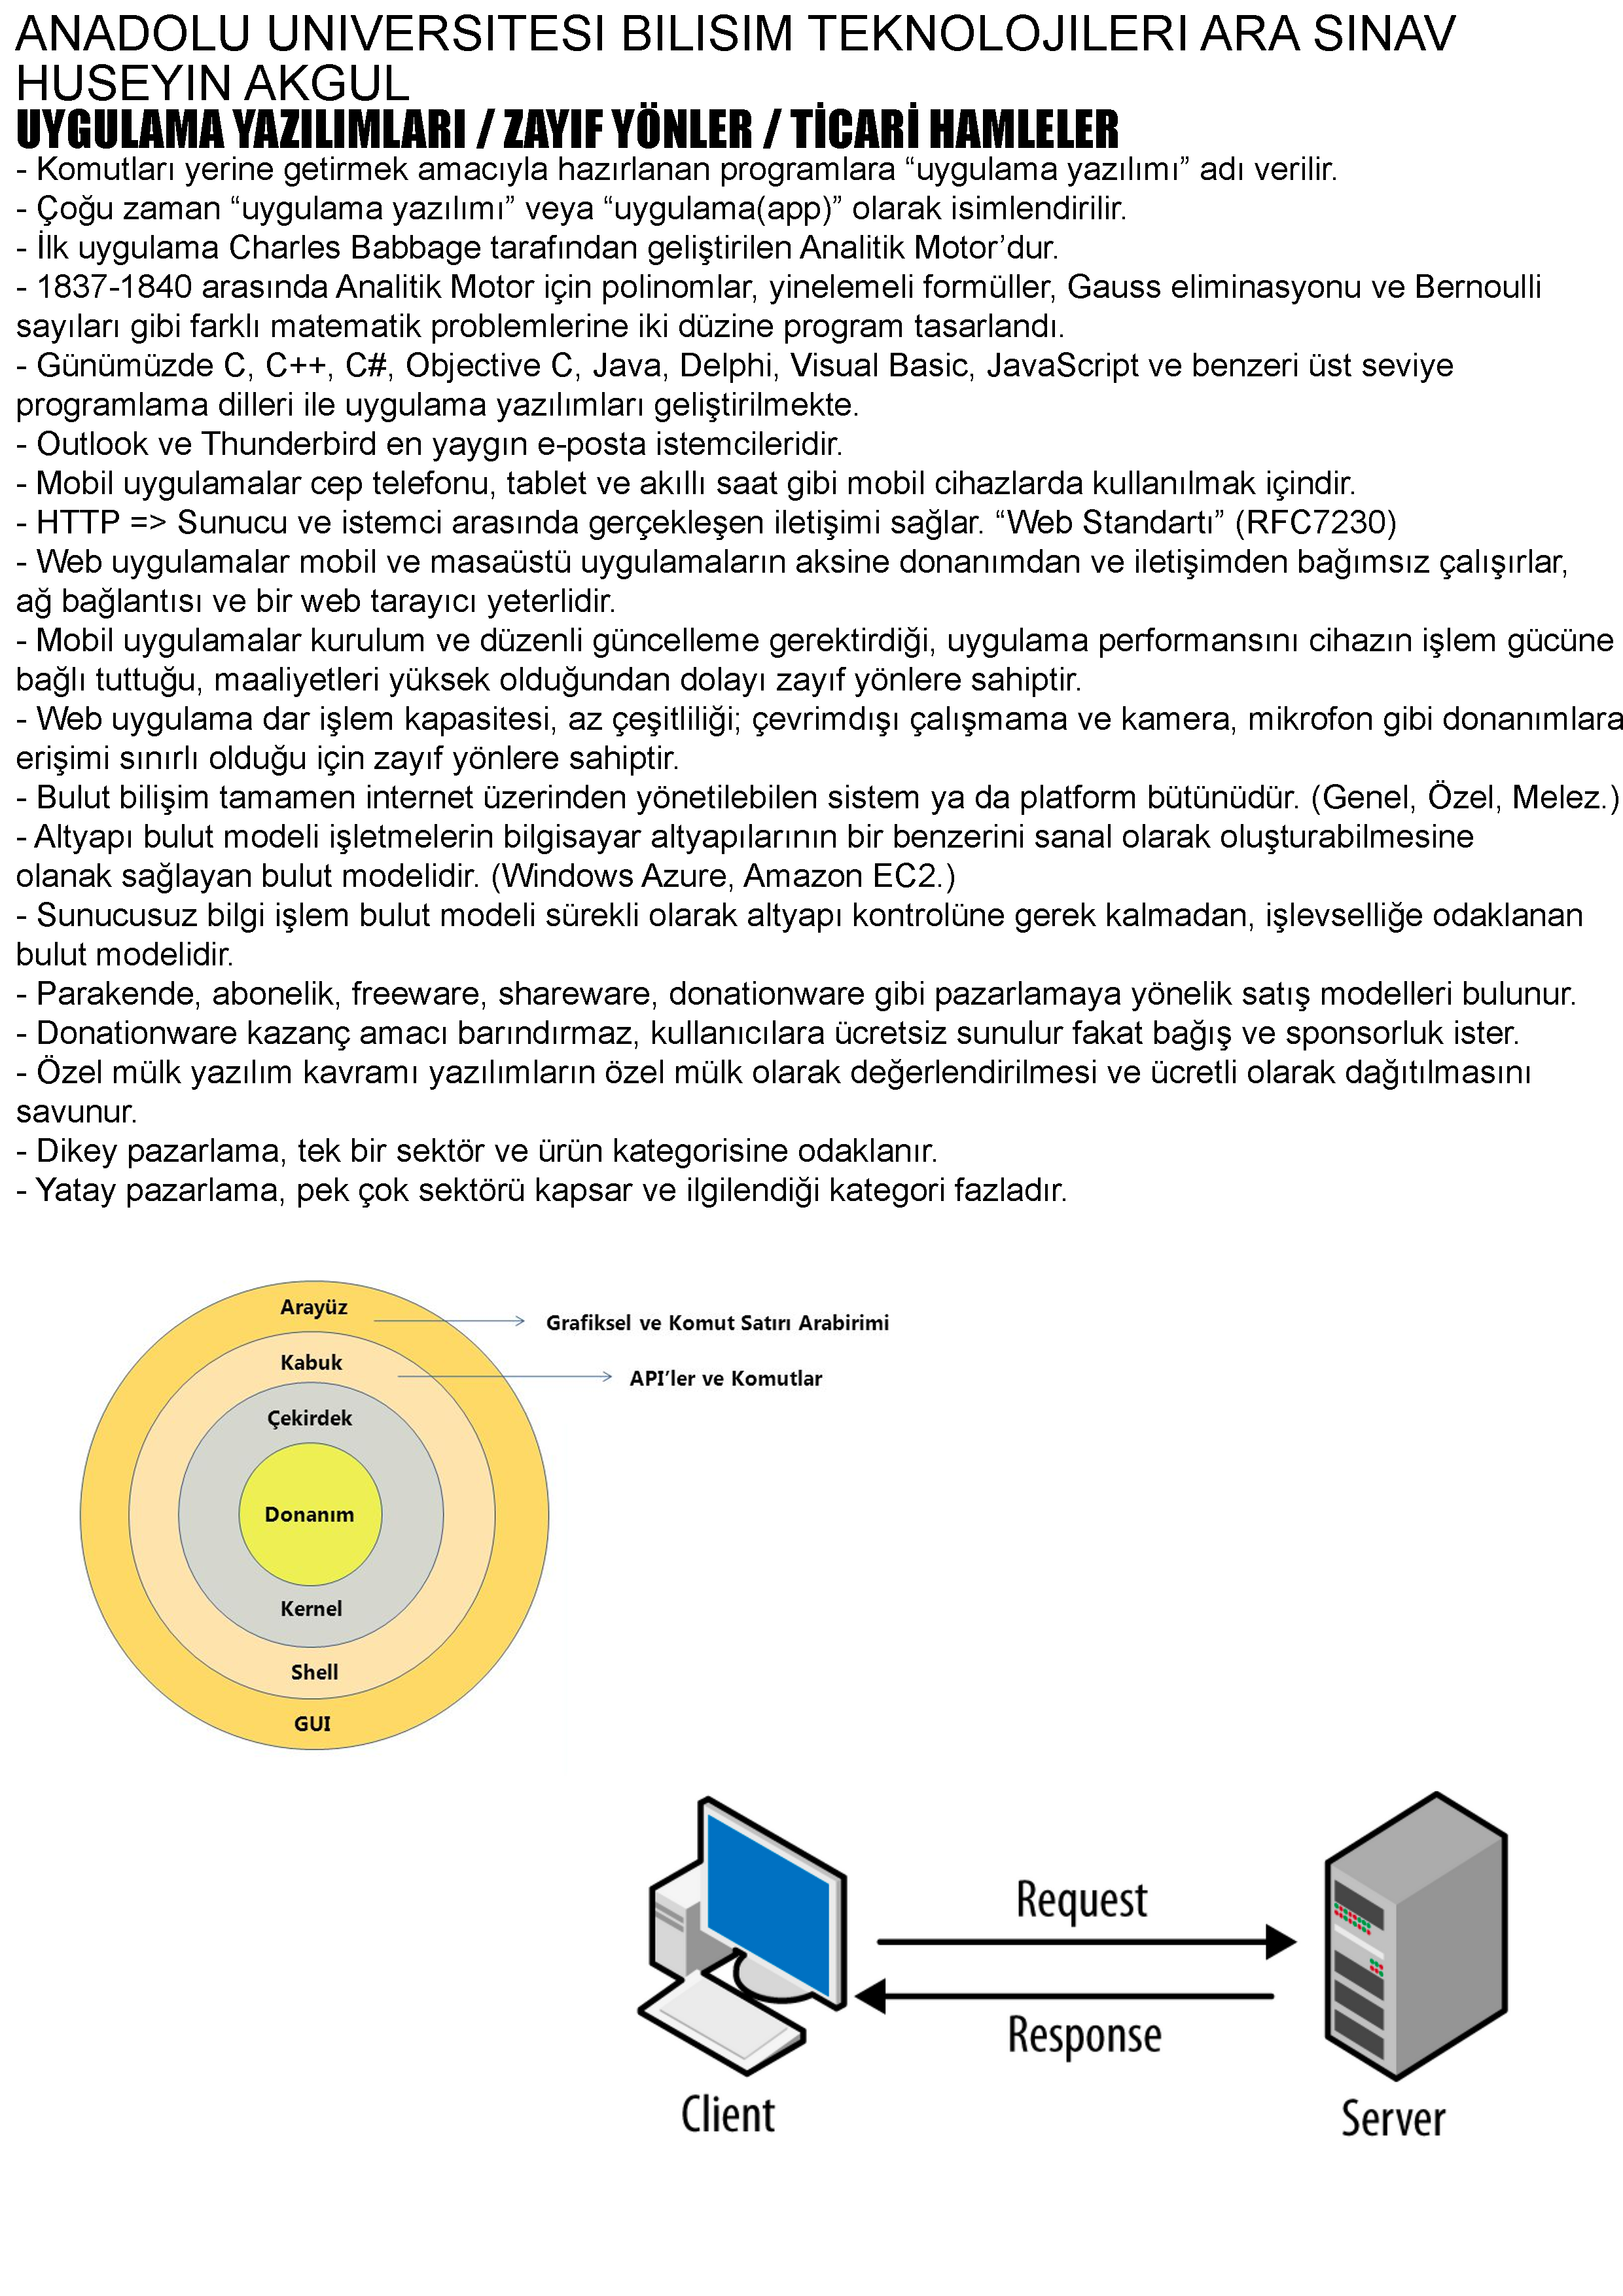 ANADOLU UNIVERSITESI BILISIM TEKNOLOJILERI ARA SINAV
HUSEYIN AKGUL
UYGULAMA YAZILIMLARI / ZAYIF YÖNLER / TİCARİ HAMLELER
- Komutları yerine getirmek amacıyla hazırlanan programlara “uygulama yazılımı” adı verilir.
- Çoğu zaman “uygulama yazılımı” veya “uygulama(app)” olarak isimlendirilir.
- İlk uygulama Charles Babbage tarafından geliştirilen Analitik Motor’dur.
- 1837-1840 arasında Analitik Motor için polinomlar, yinelemeli formüller, Gauss eliminasyonu ve Bernoulli
sayıları gibi farklı matematik problemlerine iki düzine program tasarlandı.
- Günümüzde C, C++, C#, Objective C, Java, Delphi, Visual Basic, JavaScript ve benzeri üst seviye
programlama dilleri ile uygulama yazılımları geliştirilmekte.
- Outlook ve Thunderbird en yaygın e-posta istemcileridir.
- Mobil uygulamalar cep telefonu, tablet ve akıllı saat gibi mobil cihazlarda kullanılmak içindir.
- HTTP => Sunucu ve istemci arasında gerçekleşen iletişimi sağlar. “Web Standartı” (RFC7230)
- Web uygulamalar mobil ve masaüstü uygulamaların aksine donanımdan ve iletişimden bağımsız çalışırlar,
ağ bağlantısı ve bir web tarayıcı yeterlidir.
- Mobil uygulamalar kurulum ve düzenli güncelleme gerektirdiği, uygulama performansını cihazın işlem gücüne
bağlı tuttuğu, maaliyetleri yüksek olduğundan dolayı zayıf yönlere sahiptir.
- Web uygulama dar işlem kapasitesi, az çeşitliliği; çevrimdışı çalışmama ve kamera, mikrofon gibi donanımlara
erişimi sınırlı olduğu için zayıf yönlere sahiptir.
- Bulut bilişim tamamen internet üzerinden yönetilebilen sistem ya da platform bütünüdür. (Genel, Özel, Melez.)
- Altyapı bulut modeli işletmelerin bilgisayar altyapılarının bir benzerini sanal olarak oluşturabilmesine
olanak sağlayan bulut modelidir. (Windows Azure, Amazon EC2.)
- Sunucusuz bilgi işlem bulut modeli sürekli olarak altyapı kontrolüne gerek kalmadan, işlevselliğe odaklanan
bulut modelidir.
- Parakende, abonelik, freeware, shareware, donationware gibi pazarlamaya yönelik satış modelleri bulunur.
- Donationware kazanç amacı barındırmaz, kullanıcılara ücretsiz sunulur fakat bağış ve sponsorluk ister.
- Özel mülk yazılım kavramı yazılımların özel mülk olarak değerlendirilmesi ve ücretli olarak dağıtılmasını
savunur.
- Dikey pazarlama, tek bir sektör ve ürün kategorisine odaklanır.
- Yatay pazarlama, pek çok sektörü kapsar ve ilgilendiği kategori fazladır.
Arayüz
Grafiksel ve Komut Satırı Arabirimi
Kabuk
API’ler ve Komutlar
Çekirdek
Donanım
Kernel
Shell
GUI
Request
Response
Client
Server